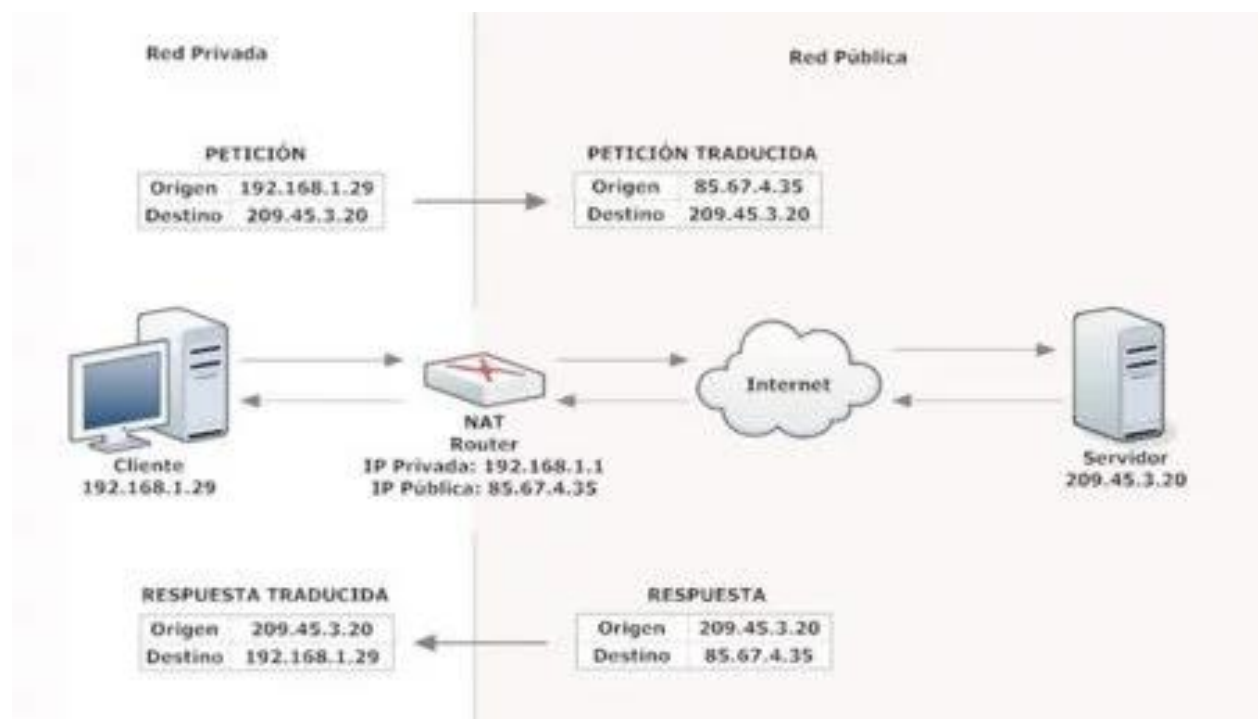 Red Privada
Red Pública
PETICIÓN
Origen 192.168.1.29
Destino 209.45.3.20
PETICIÓN TRADUCIDA
Origen 85.67.4.35
Destino 209.45.3.20
Cliente
192.168.1.29
NAT
Router
IP Privada: 192.168.1.1
IP Pública: 85.67.4.35
Internet
Servidor
209.45.3.20
RESPUESTA TRADUCIDA
Origen 209.45.3.20
Destino 192.168.1.29
RESPUESTA
Origen 209.45.3.20
Destino 85.67.4.35